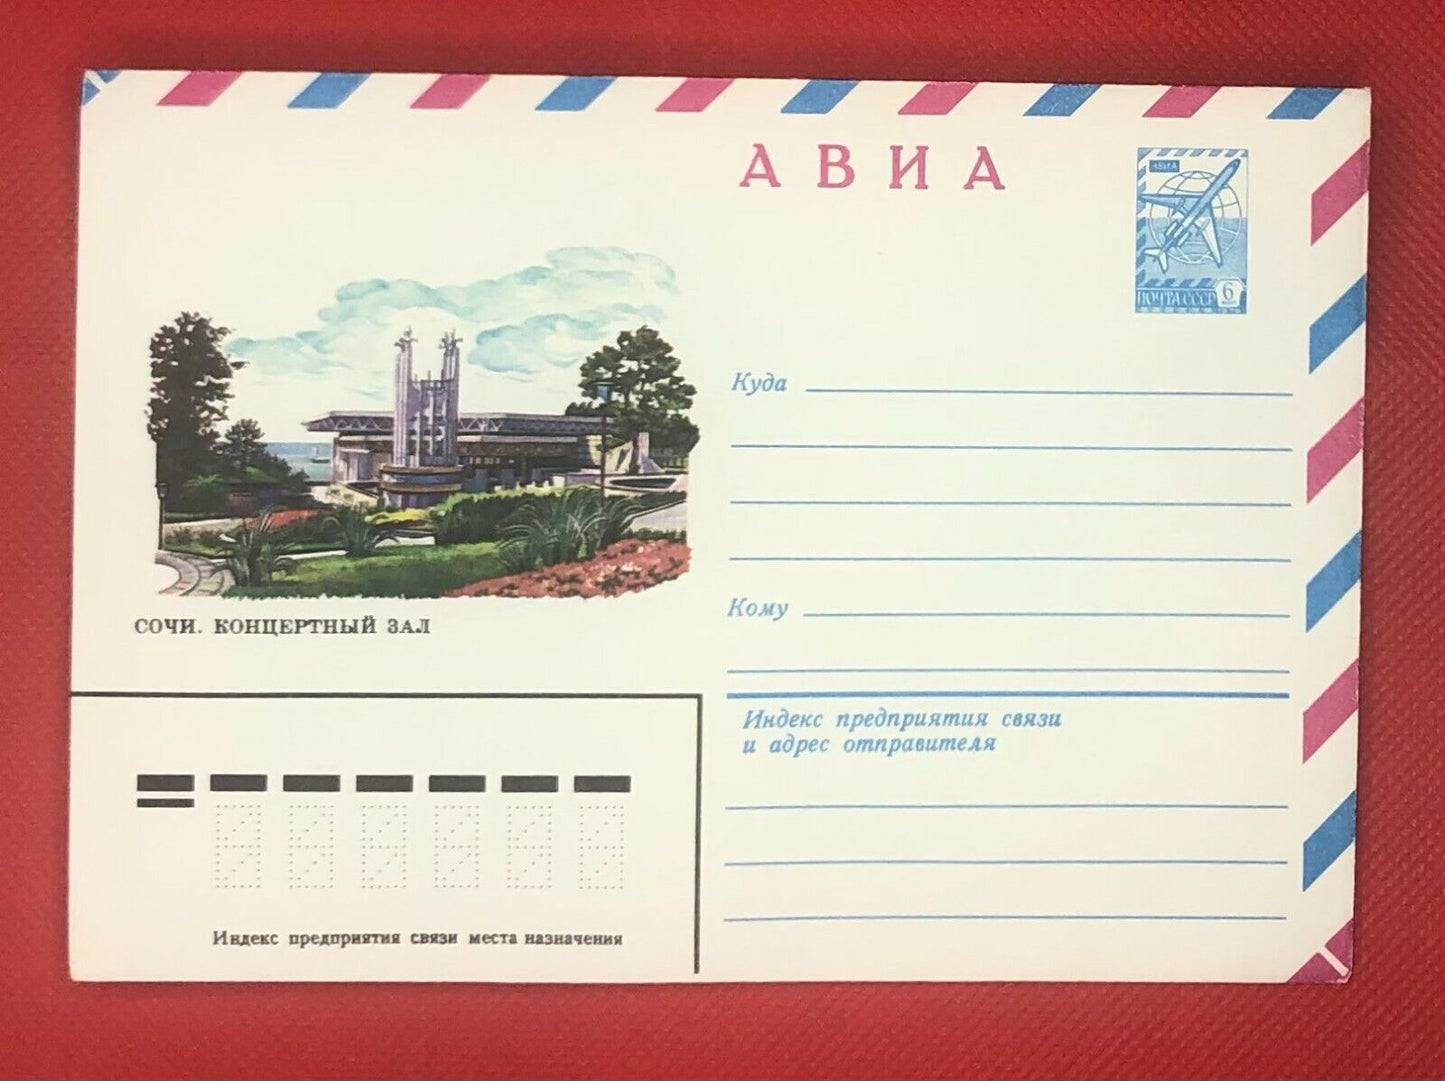 АВИА
АВИА
ПОЧТА СССР 6
Куда
Кому
СОЧИ. КОНЦЕРТНЫЙ ЗАЛ
Индекс предприятия связи
и адрес отправителя
Индекс предприятия связи места назначения